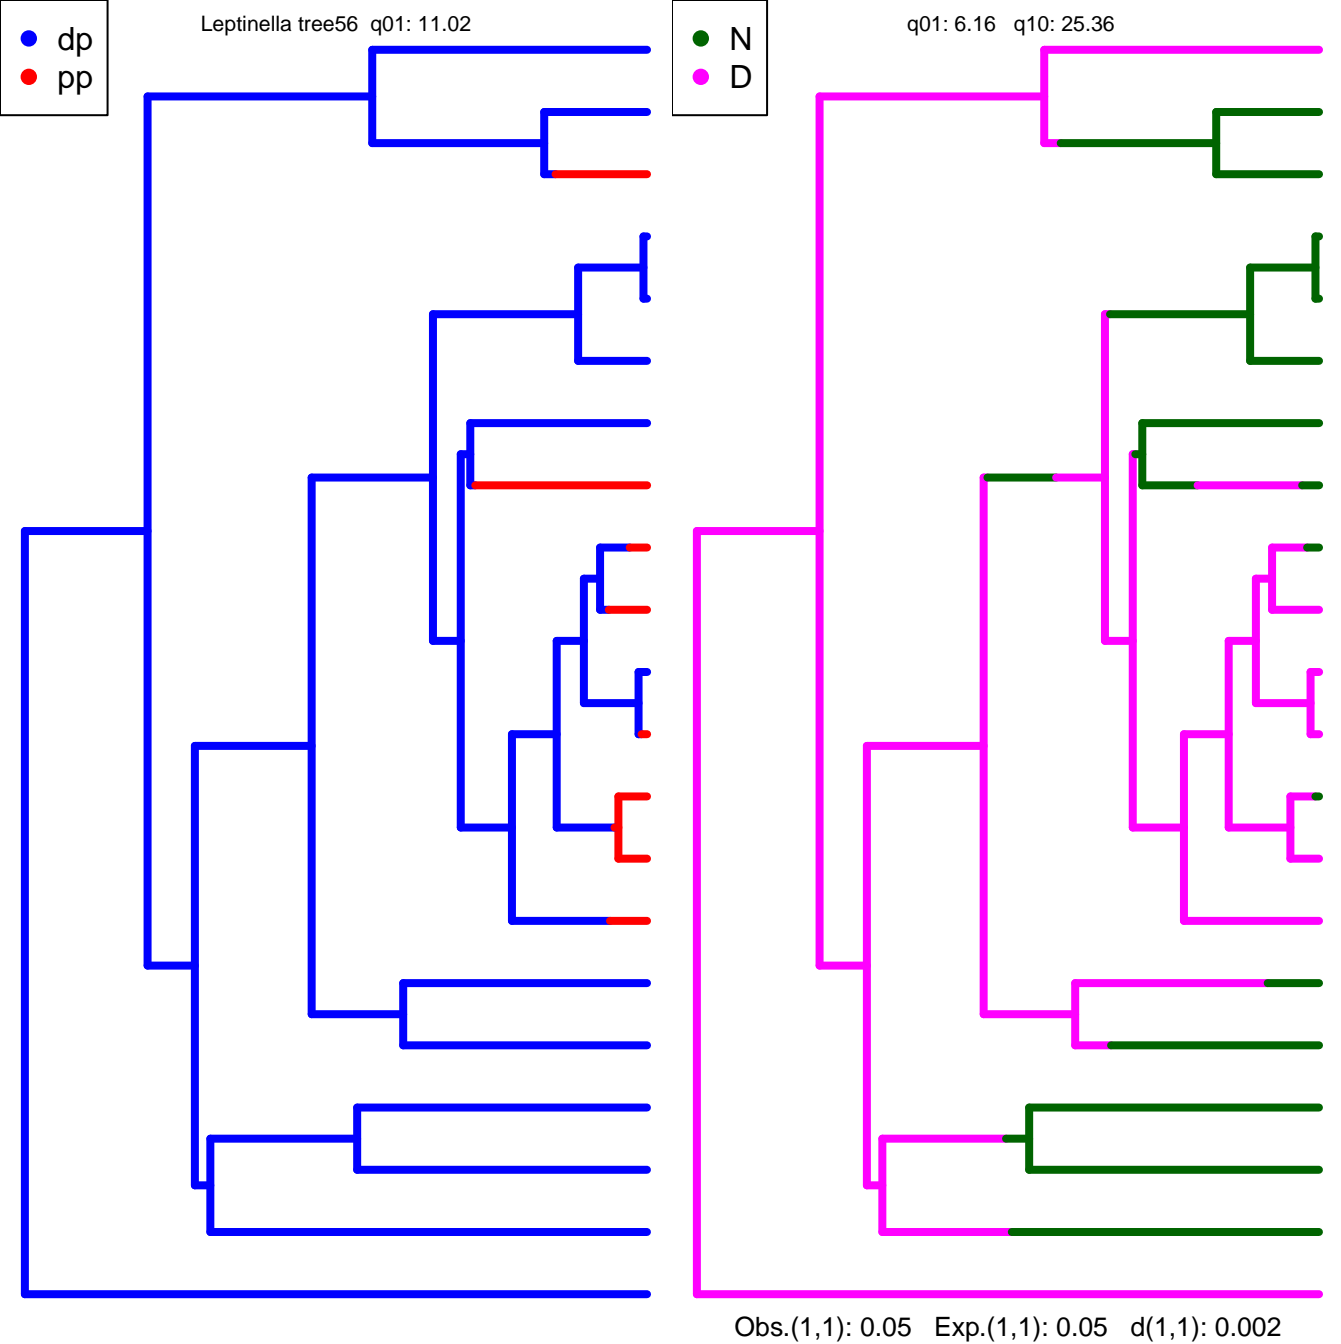 Leptinella tree56 q01: 11.02
dp
pp
q01: 6.16 q10: 25.36
N
D
Obs.(1,1): 0.05 Exp.(1,1): 0.05 d(1,1): 0.002